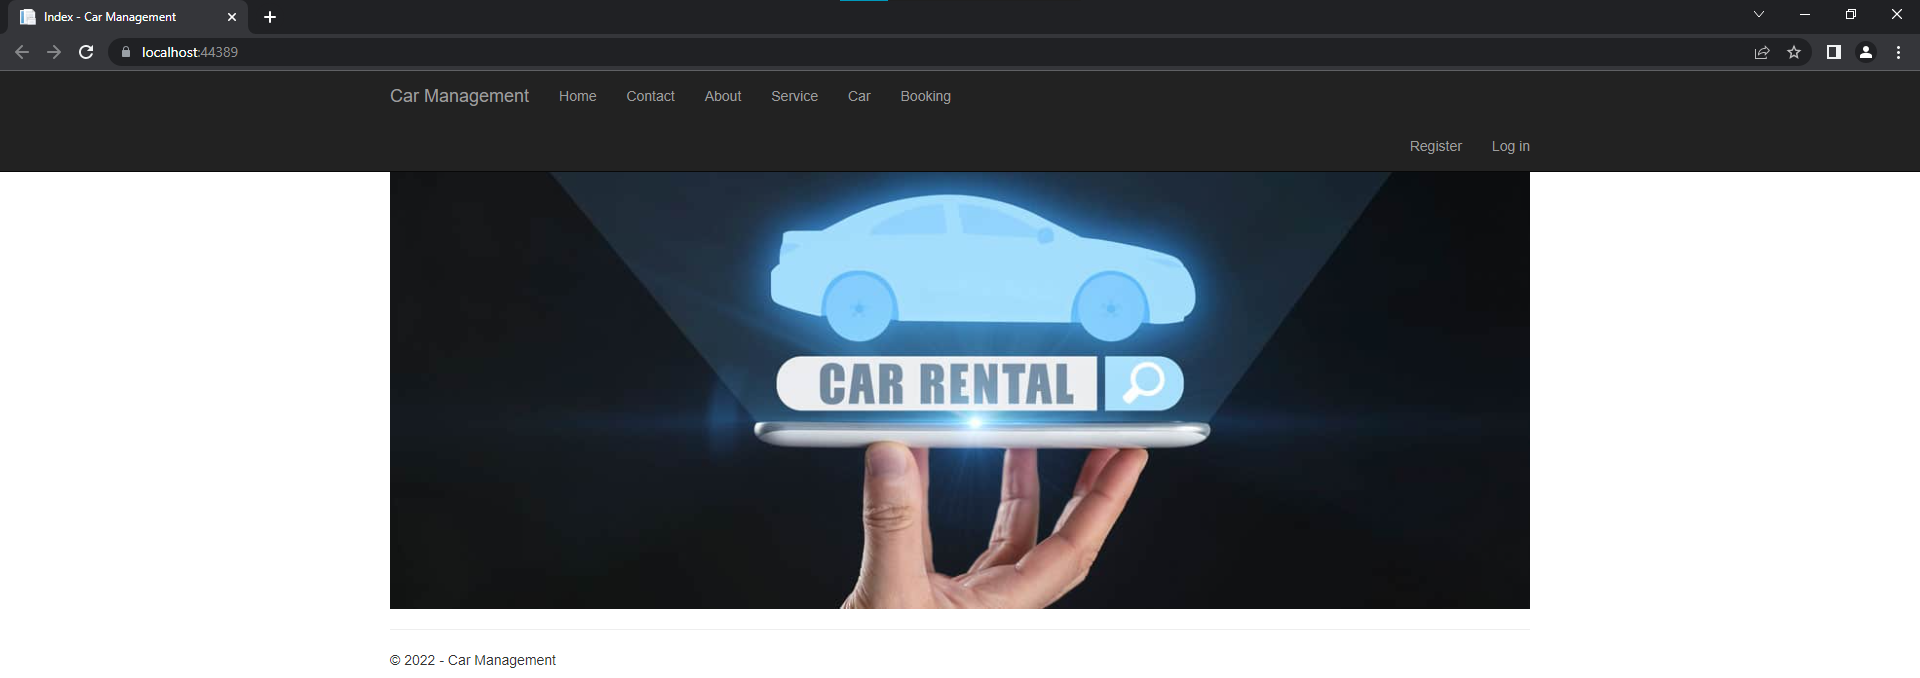 Index - Car Management
localhost:44389
Car Management Home Contact About Service Car Booking
Register Log in
CAR RENTAL
© 2022 - Car Management